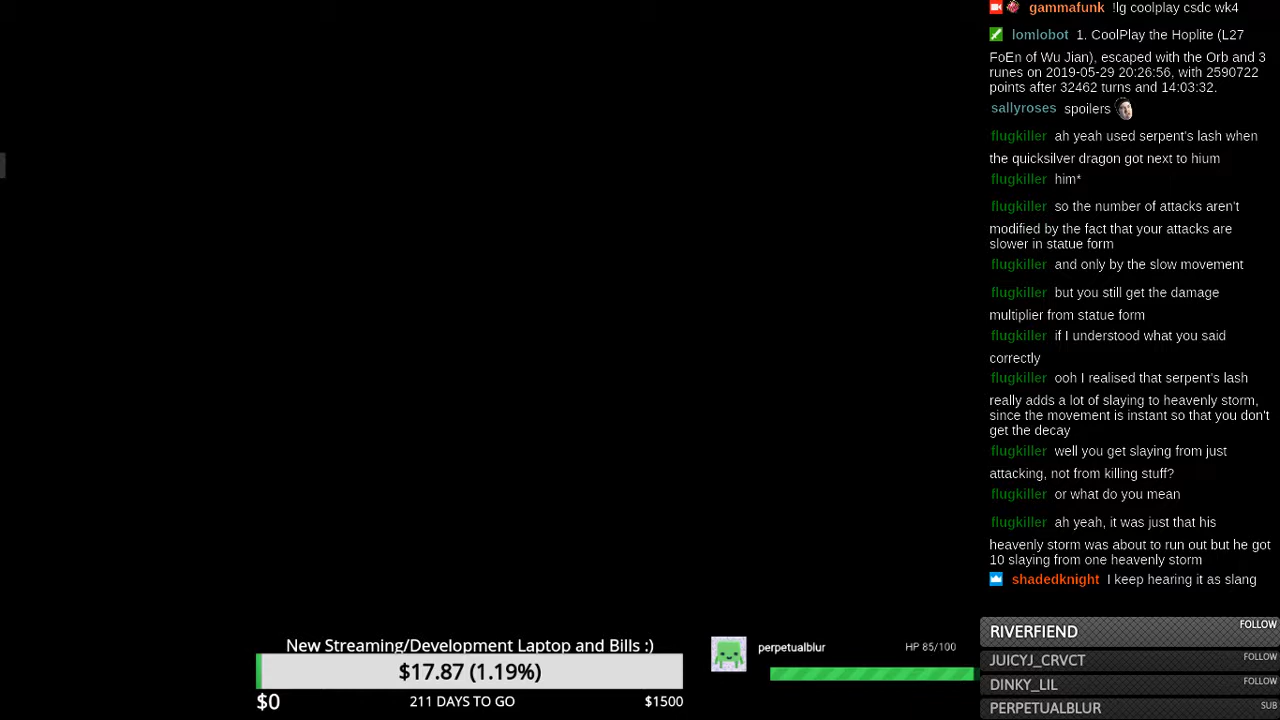 gammafunk !lg coolplay csdc wk4
lomlobot 1. CoolPlay the Hoplite (L27
FoEn of Wu Jian), escaped with the Orb and 3
runes on 2019-05-29 20:26:56, with 2590722
points after 32462 turns and 14:03:32.
sallyroses spoilers
flugkiller ah yeah used serpent's lash when
the quicksilver dragon got next to hium
flugkiller him*
flugkiller so the number of attacks aren't
modified by the fact that your attacks are
slower in statue form
flugkiller and only by the slow movement
flugkiller but you still get the damage
multiplier from statue form
flugkiller if I understood what you said
correctly
flugkiller ooh I realised that serpent's lash
really adds a lot of slaying to heavenly storm,
since the movement is instant so that you don't
get the decay
flugkiller well you get slaying from just
attacking, not from killing stuff?
flugkiller or what do you mean
flugkiller ah yeah, it was just that his
heavenly storm was about to run out but he got
10 slaying from one heavenly storm
shadedknight I keep hearing it as slang
New Streaming/Development Laptop and Bills :)
$17.87 (1.19%)
$0 211 DAYS TO GO $1500
perpetualblur HP 85/100
RIVERFIEND FOLLOW
JUICYJ_CRVCT FOLLOW
DINKY_LIL FOLLOW
PERPETUALBLUR SUB